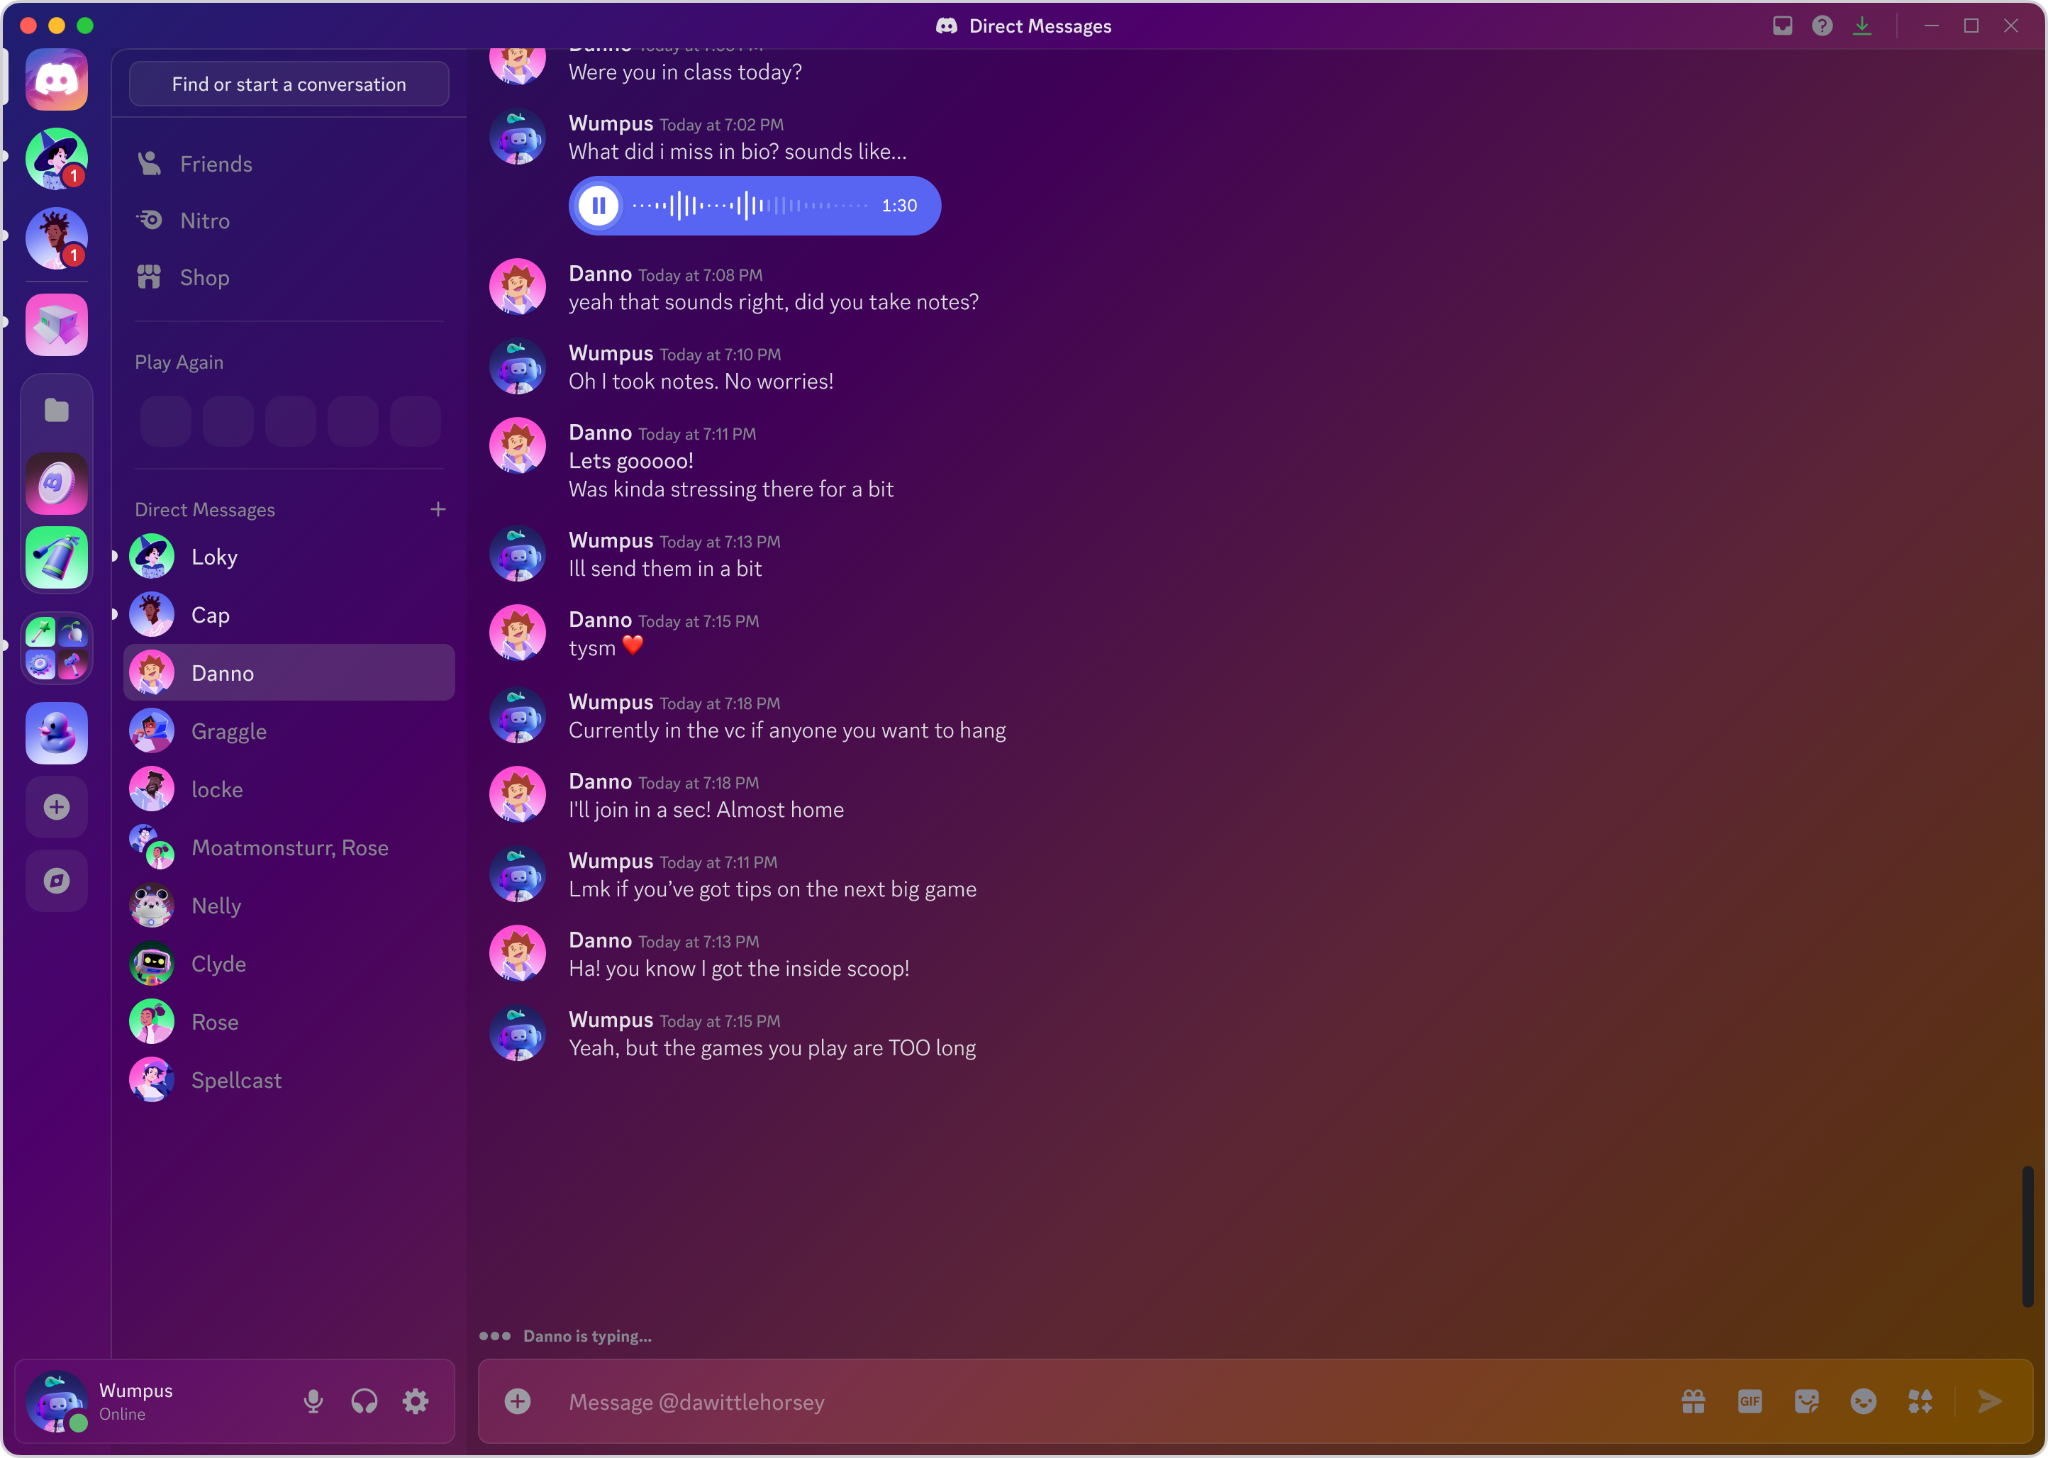 Direct Messages
1
1
Find or start a conversation
Friends
Nitro
Shop
Play Again
Direct Messages
Loky
Cap
Danno
Graggle
locke
Moatmonsturr, Rose
Nelly
Clyde
Rose
Spellcast
Wumpus
Online
Danno
Were you in class today?
Wumpus Today at 7:02 PM
What did i miss in bio? sounds like...
1:30
Danno Today at 7:08 PM
yeah that sounds right, did you take notes?
Wumpus Today at 7:10 PM
Oh I took notes. No worries!
Danno Today at 7:11 PM
Lets gooooo!
Was kinda stressing there for a bit
Wumpus Today at 7:13 PM
Ill send them in a bit
Danno Today at 7:15 PM
tysm ❤️
Wumpus Today at 7:18 PM
Currently in the vc if anyone you want to hang
Danno Today at 7:18 PM
I'll join in a sec! Almost home
Wumpus Today at 7:11 PM
Lmk if you’ve got tips on the next big game
Danno Today at 7:13 PM
Ha! you know I got the inside scoop!
Wumpus Today at 7:15 PM
Yeah, but the games you play are TOO long
Danno is typing...
Message @dawittlehorsey
GIF